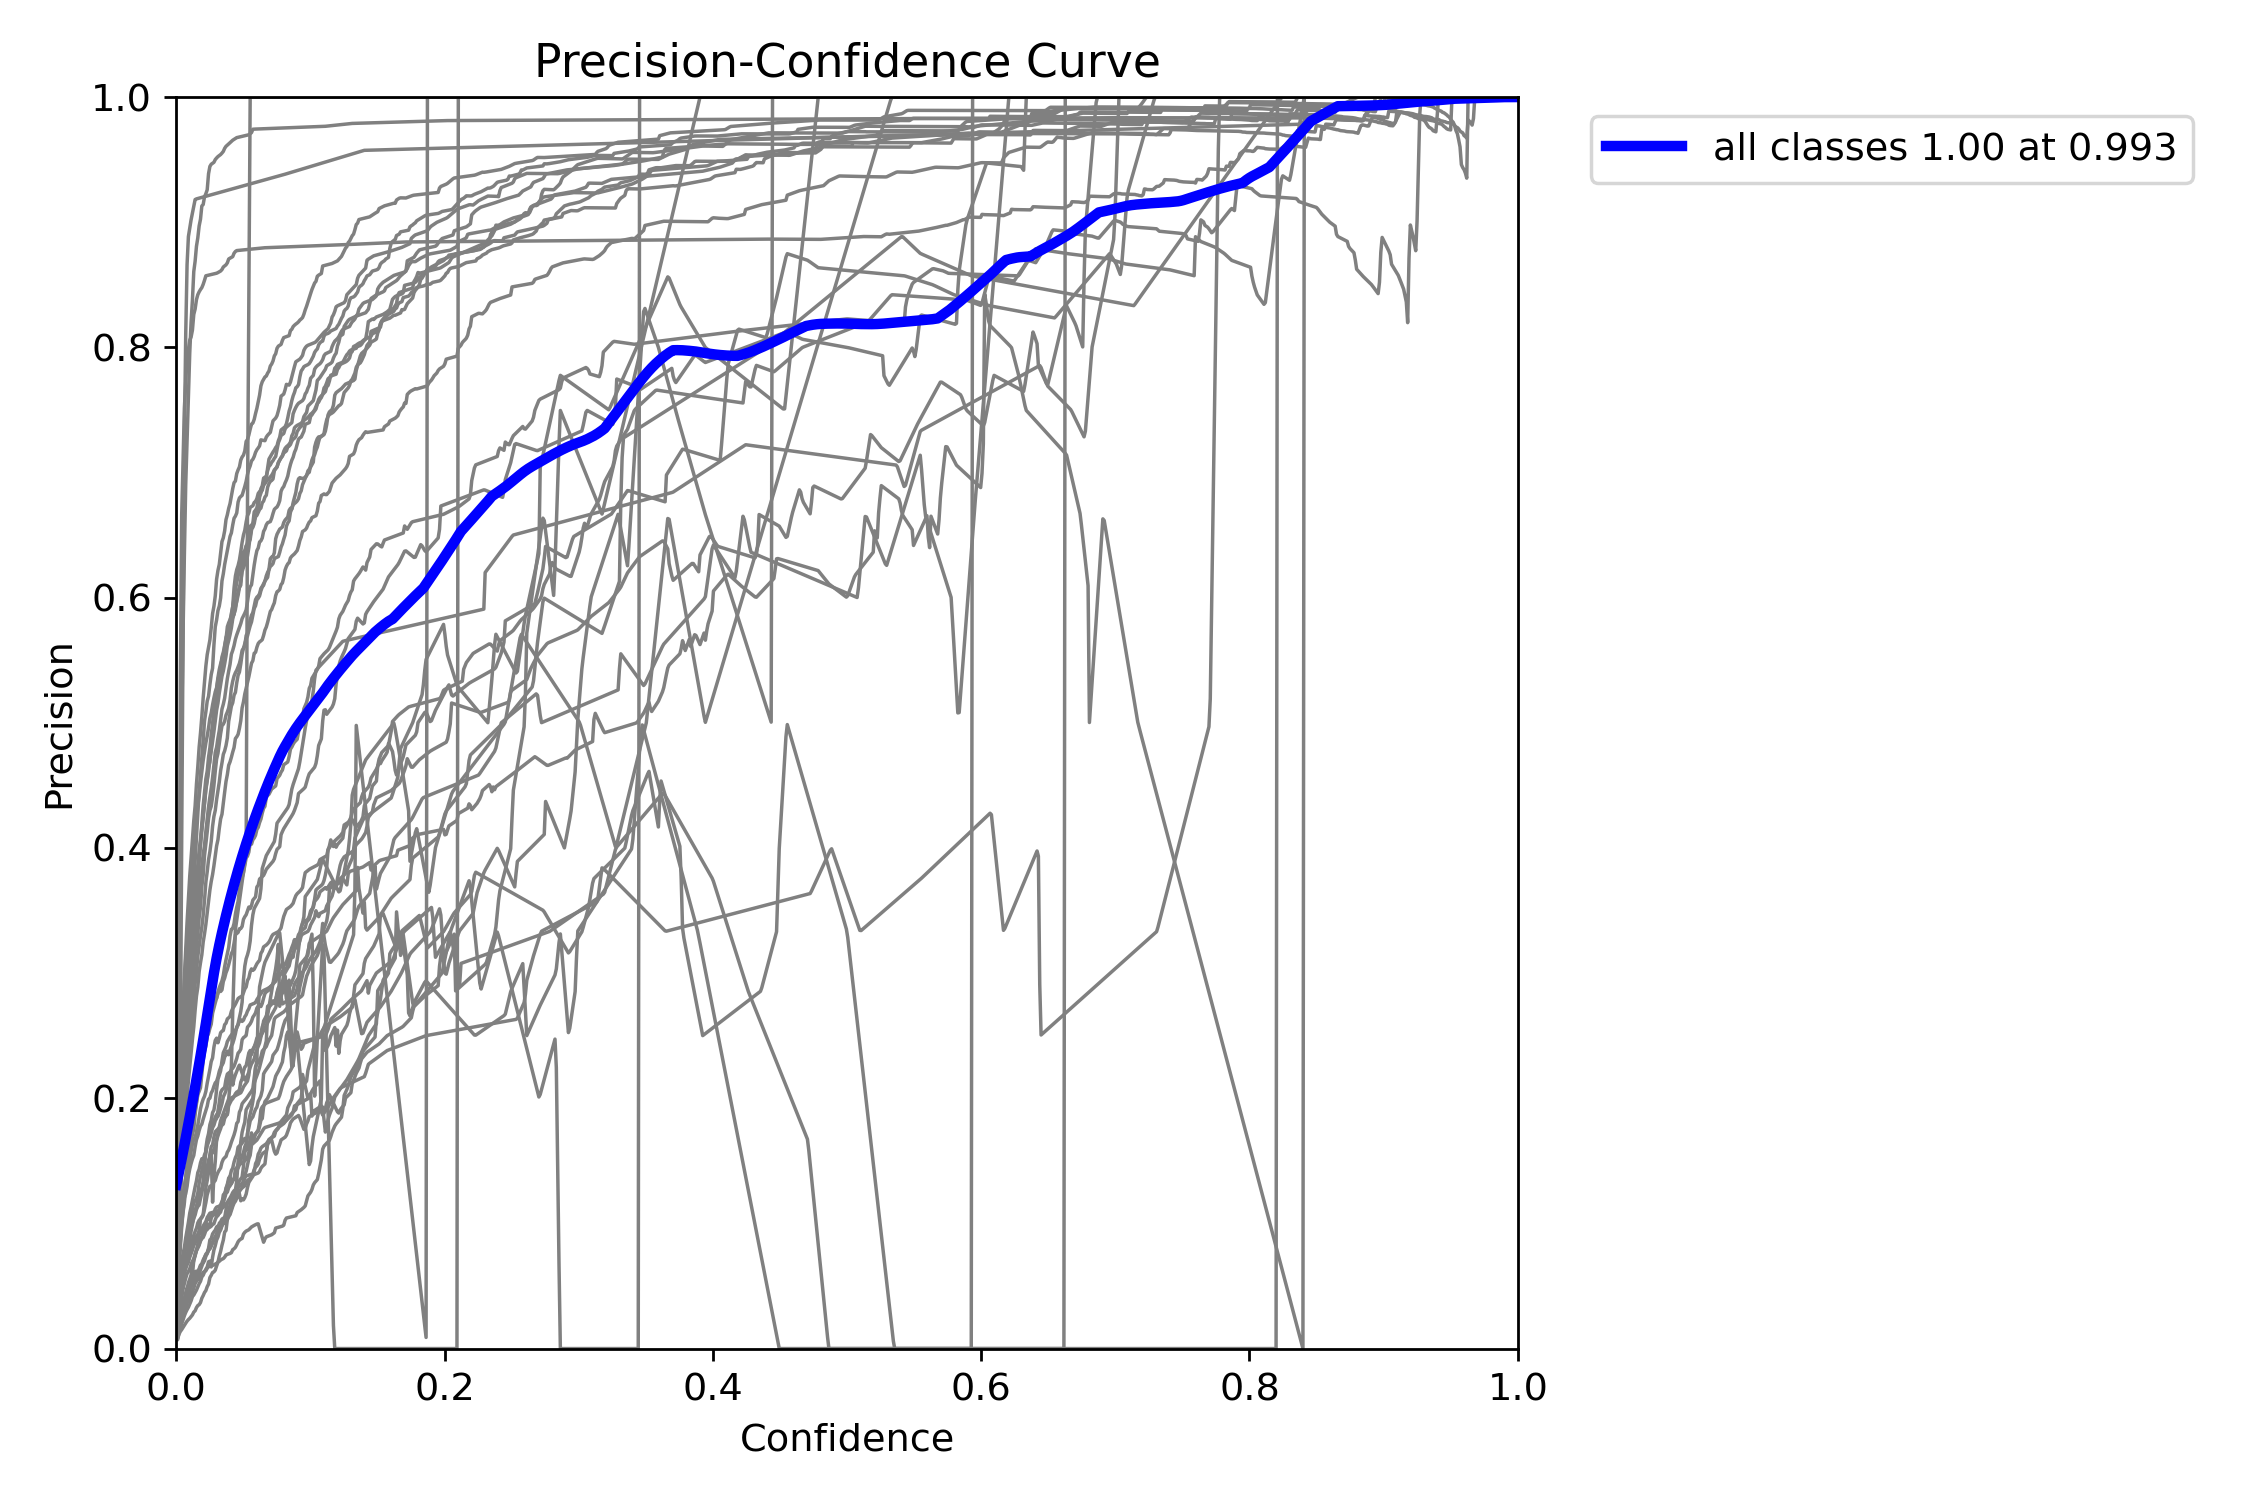 Precision-Confidence Curve
all classes 1.00 at 0.993
1.0
0.8
0.6
0.4
0.2
0.0
Precision
0.0 0.2 0.4 0.6 0.8 1.0
Confidence